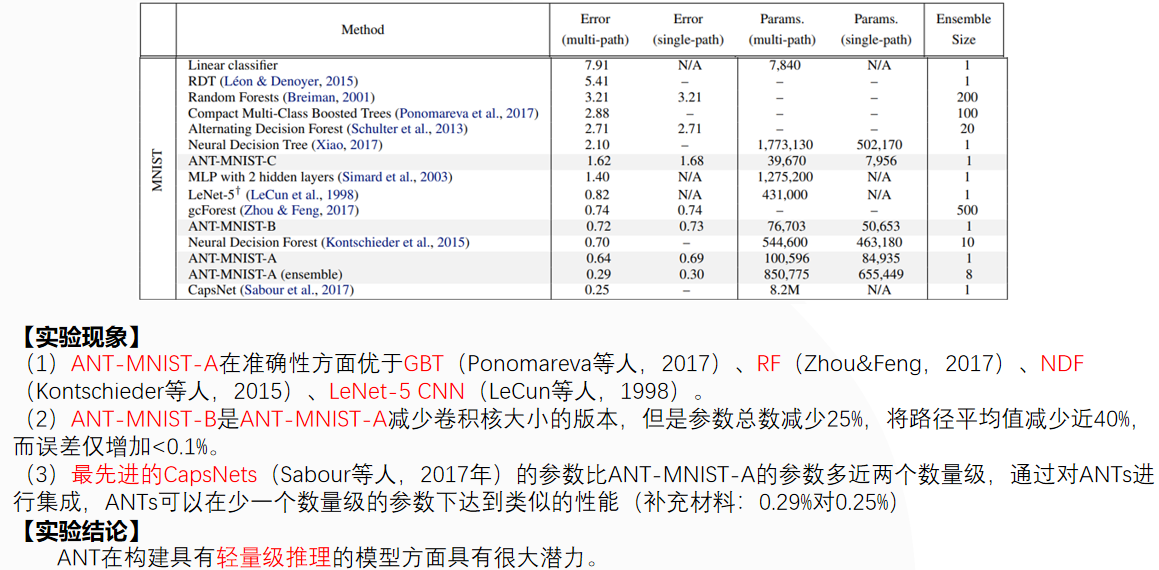 Method Error (multi-path) Error (single-path) Params. (multi-path) Params. (single-path) Ensemble Size
MNIST
Linear classifier 7.91 N/A 7,840 N/A 1
RDT (Léon & Denoyer, 2015) 5.41 – – – 1
Random Forests (Breiman, 2001) 3.21 3.21 – – 200
Compact Multi-Class Boosted Trees (Ponomareva et al., 2017) 2.88 – – – 100
Alternating Decision Forest (Schulter et al., 2013) 2.71 2.71 – – 20
Neural Decision Tree (Xiao, 2017) 2.10 – 1,773,130 502,170 1
ANT-MNIST-C 1.62 1.68 39,670 7,956 1
MLP with 2 hidden layers (Simard et al., 2003) 1.40 N/A 1,275,200 N/A 1
LeNet-5† (LeCun et al., 1998) 0.82 N/A 431,000 N/A 1
gcForest (Zhou & Feng, 2017) 0.74 0.74 – – 500
ANT-MNIST-B 0.72 0.73 76,703 50,653 1
Neural Decision Forest (Kontschieder et al., 2015) 0.70 – 544,600 463,180 10
ANT-MNIST-A 0.64 0.69 100,596 84,935 1
ANT-MNIST-A (ensemble) 0.29 0.30 850,775 655,449 8
CapsNet (Sabour et al., 2017) 0.25 – 8.2M N/A 1
【实验现象】
（1）ANT-MNIST-A在准确性方面优于GBT（Ponomareva等人，2017）、RF（Zhou&Feng，2017）、NDF
（Kontschieder等人，2015）、LeNet-5 CNN（LeCun等人，1998）。
（2）ANT-MNIST-B是ANT-MNIST-A减少卷积核大小的版本，但是参数总数减少25%，将路径平均值减少近40%，
而误差仅增加<0.1%。
（3）最先进的CapsNets（Sabour等人，2017年）的参数比ANT-MNIST-A的参数多近两个数量级，通过对ANTs进
行集成，ANTs可以在少一个数量级的参数下达到类似的性能（补充材料：0.29%对0.25%）
【实验结论】
ANT在构建具有轻量级推理的模型方面具有很大潜力。